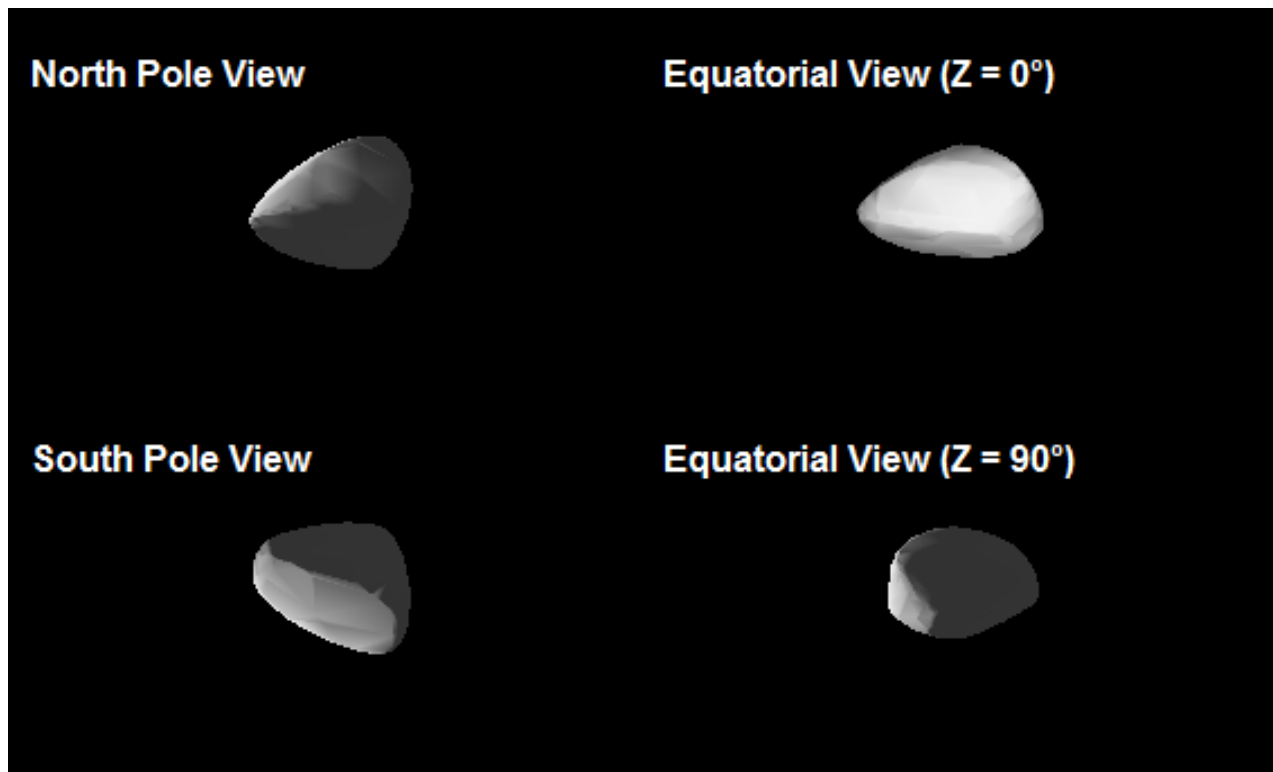 North Pole View
Equatorial View (Z = 0°)
South Pole View
Equatorial View (Z = 90°)